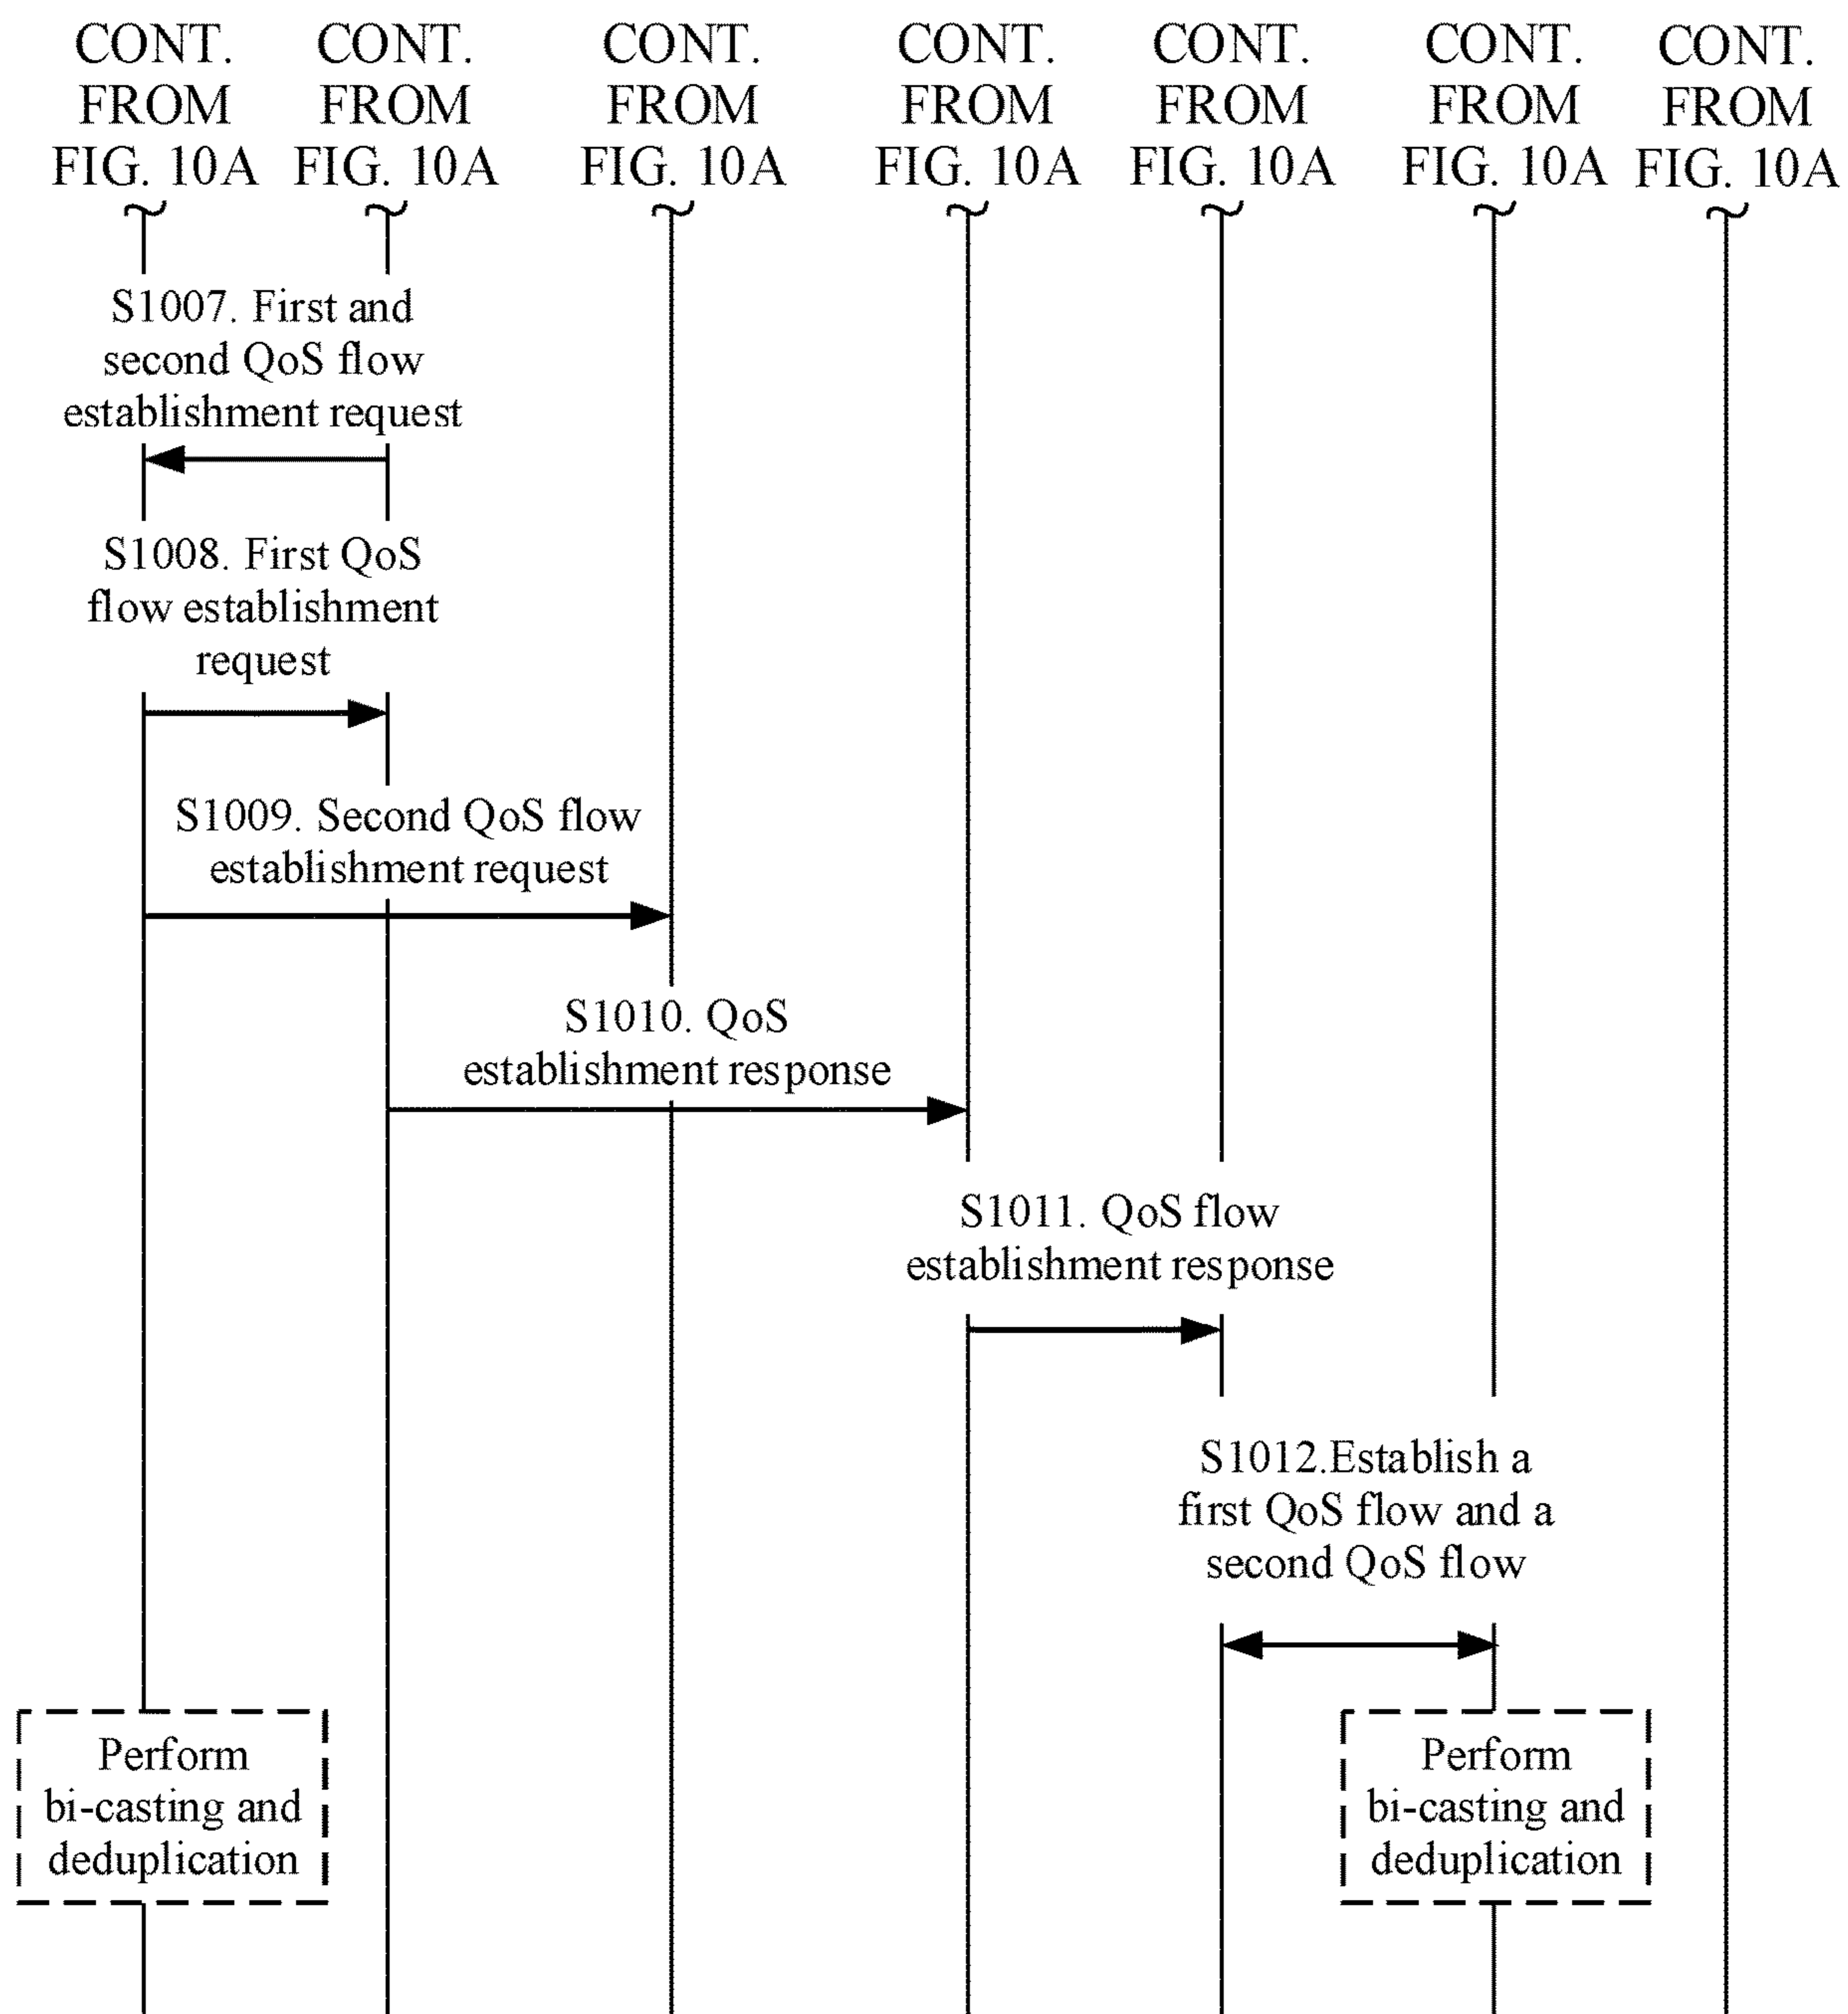 CONT. FROM FIG. 10A
CONT. FROM FIG. 10A
CONT. FROM FIG. 10A
CONT. FROM FIG. 10A
CONT. FROM FIG. 10A
CONT. FROM FIG. 10A
CONT. FROM FIG. 10A
S1007. First and
second QoS flow
establishment request
S1008. First QoS
flow establishment
request
S1009. Second QoS flow
establishment request
S1010. QoS
establishment response
S1011. QoS flow
establishment response
S1012.Establish a
first QoS flow and a
second QoS flow
Perform
bi-casting and
deduplication
Perform
bi-casting and
deduplication